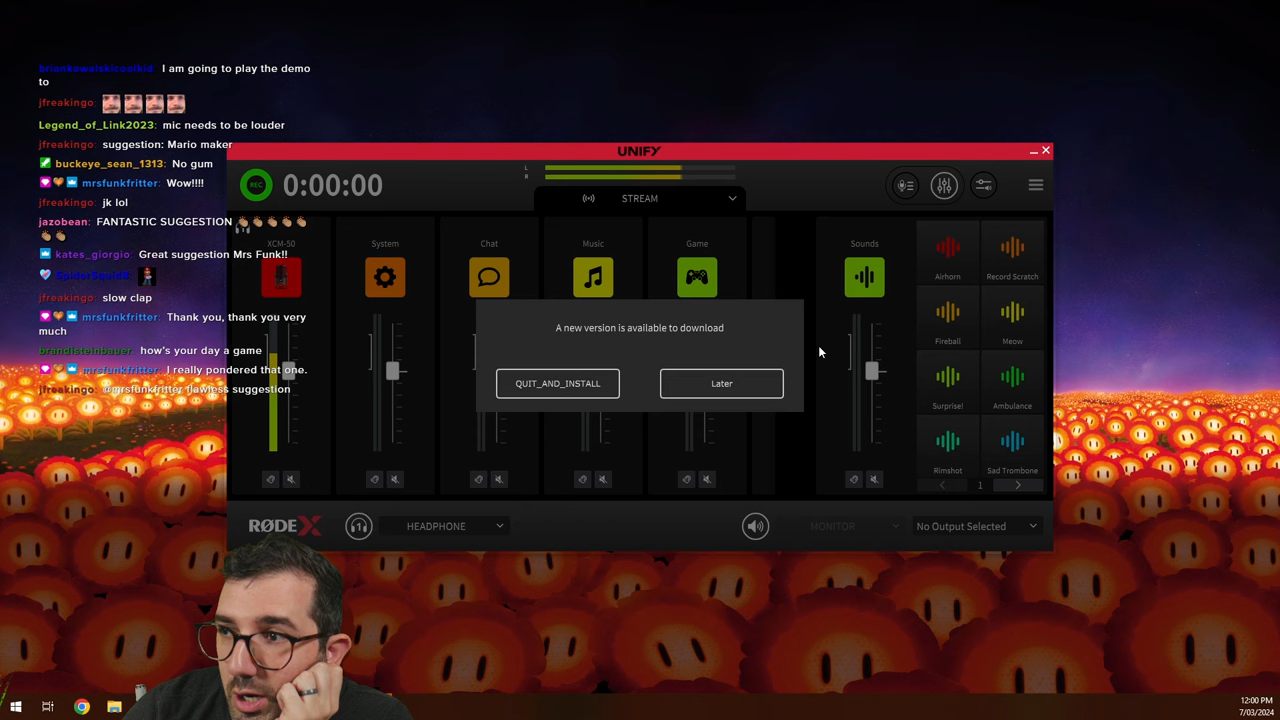 briankowalskicoolkid: I am going to play the demo
to
jfreakingo:
Legend_of_Link2023: mic needs to be louder
jfreakingo: suggestion: Mario maker
buckeye_sean_1313: No gum
mrsfunkfritter: Wow!!!!
jfreakingo: jk lol
jazobean: FANTASTIC SUGGESTION
kates_giorgio: Great suggestion Mrs Funk!!
jfreakingo: slow clap
mrsfunkfritter: Thank you, thank you very
much
brandisteinbauer: how's your day a game
mrsfunkfritter: I really pondered that one.
jfreakingo: @mrsfunkfritter flawless suggestion
UNIFY
REC
0:00:00
L
R
STREAM
XCM-50
System
Chat
Music
Game
Sounds
Airhorn
Record Scratch
Fireball
Meow
Surprise!
Ambulance
Rimshot
Sad Trombone
1
A new version is available to download
QUIT_AND_INSTALL
Later
RØDEX
1
HEADPHONE
MONITOR
No Output Selected
12:00 PM
7/03/2024